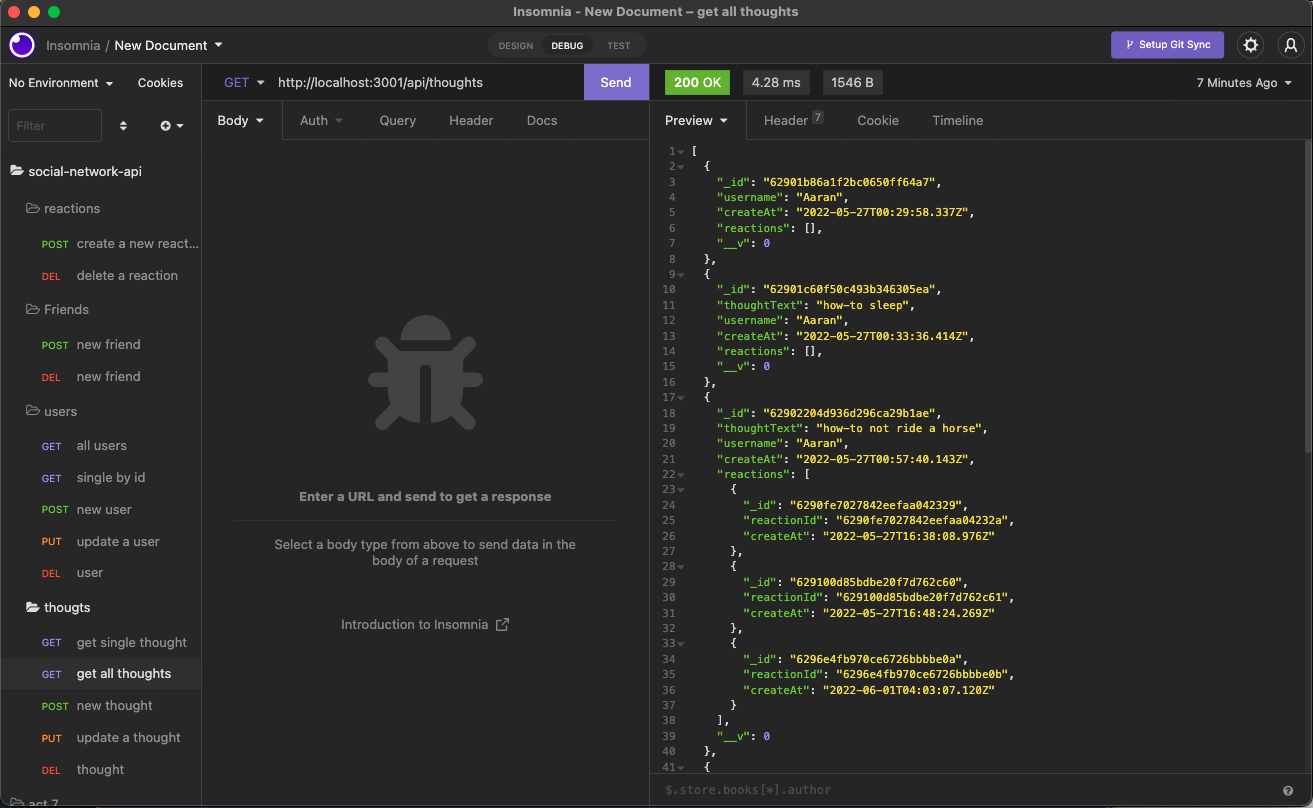 Insomnia - New Document – get all thoughts
Insomnia / New Document
DESIGN DEBUG TEST
Setup Git Sync
No Environment Cookies
GET http://localhost:3001/api/thoughts Send
200 OK 4.28 ms 1546 B 7 Minutes Ago
Filter
Body Auth Query Header Docs
Preview Header 7 Cookie Timeline
social-network-api
reactions
POST create a new react...
DEL delete a reaction
Friends
POST new friend
DEL new friend
users
GET all users
GET single by id
POST new user
PUT update a user
DEL user
thougts
GET get single thought
GET get all thoughts
POST new thought
PUT update a thought
DEL thought
act 7
Enter a URL and send to get a response
Select a body type from above to send data in the
body of a request
Introduction to Insomnia
1 [
2 {
3 "_id": "62901b86a1f2bc0650ff64a7",
4 "username": "Aaran",
5 "createAt": "2022-05-27T00:29:58.337Z",
6 "reactions": [],
7 "__v": 0
8 },
9 {
10 "_id": "62901c60f50c493b346305ea",
11 "thoughtText": "how-to sleep",
12 "username": "Aaran",
13 "createAt": "2022-05-27T00:33:36.414Z",
14 "reactions": [],
15 "__v": 0
16 },
17 {
18 "_id": "62902204d936d296ca29b1ae",
19 "thoughtText": "how-to not ride a horse",
20 "username": "Aaran",
21 "createAt": "2022-05-27T00:57:40.143Z",
22 "reactions": [
23 {
24 "_id": "6290fe7027842eefaa042329",
25 "reactionId": "6290fe7027842eefaa04232a",
26 "createAt": "2022-05-27T16:38:08.976Z"
27 },
28 {
29 "_id": "629100d85bdbe20f7d762c60",
30 "reactionId": "629100d85bdbe20f7d762c61",
31 "createAt": "2022-05-27T16:48:24.269Z"
32 },
33 {
34 "_id": "6296e4fb970ce6726bbbbe0a",
35 "reactionId": "6296e4fb970ce6726bbbbe0b",
36 "createAt": "2022-06-01T04:03:07.120Z"
37 }
38 ],
39 "__v": 0
40 },
41 {
$.store.books[*].author